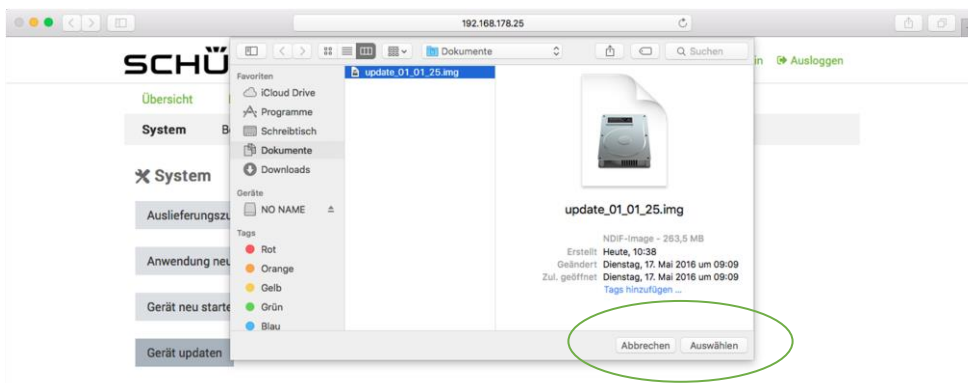 192.168.178.25
SCHÜ
Dokumente
Suchen
Ausloggen
Übersicht
System
Favoriten
iCloud Drive
Programme
Schreibtisch
Dokumente
Downloads
Geräte
NO NAME
Tags
Rot
Orange
Gelb
Grün
Blau
update_01_01_25.img
update_01_01_25.img
NDIF-Image - 263,5 MB
Erstellt Heute, 10:38
Geändert Dienstag, 17. Mai 2016 um 09:09
Zul. geöffnet Dienstag, 17. Mai 2016 um 09:09
Tags hinzufügen ...
System
Auslieferungszu
Anwendung neu
Gerät neu starte
Gerät updaten
Abbrechen Auswählen